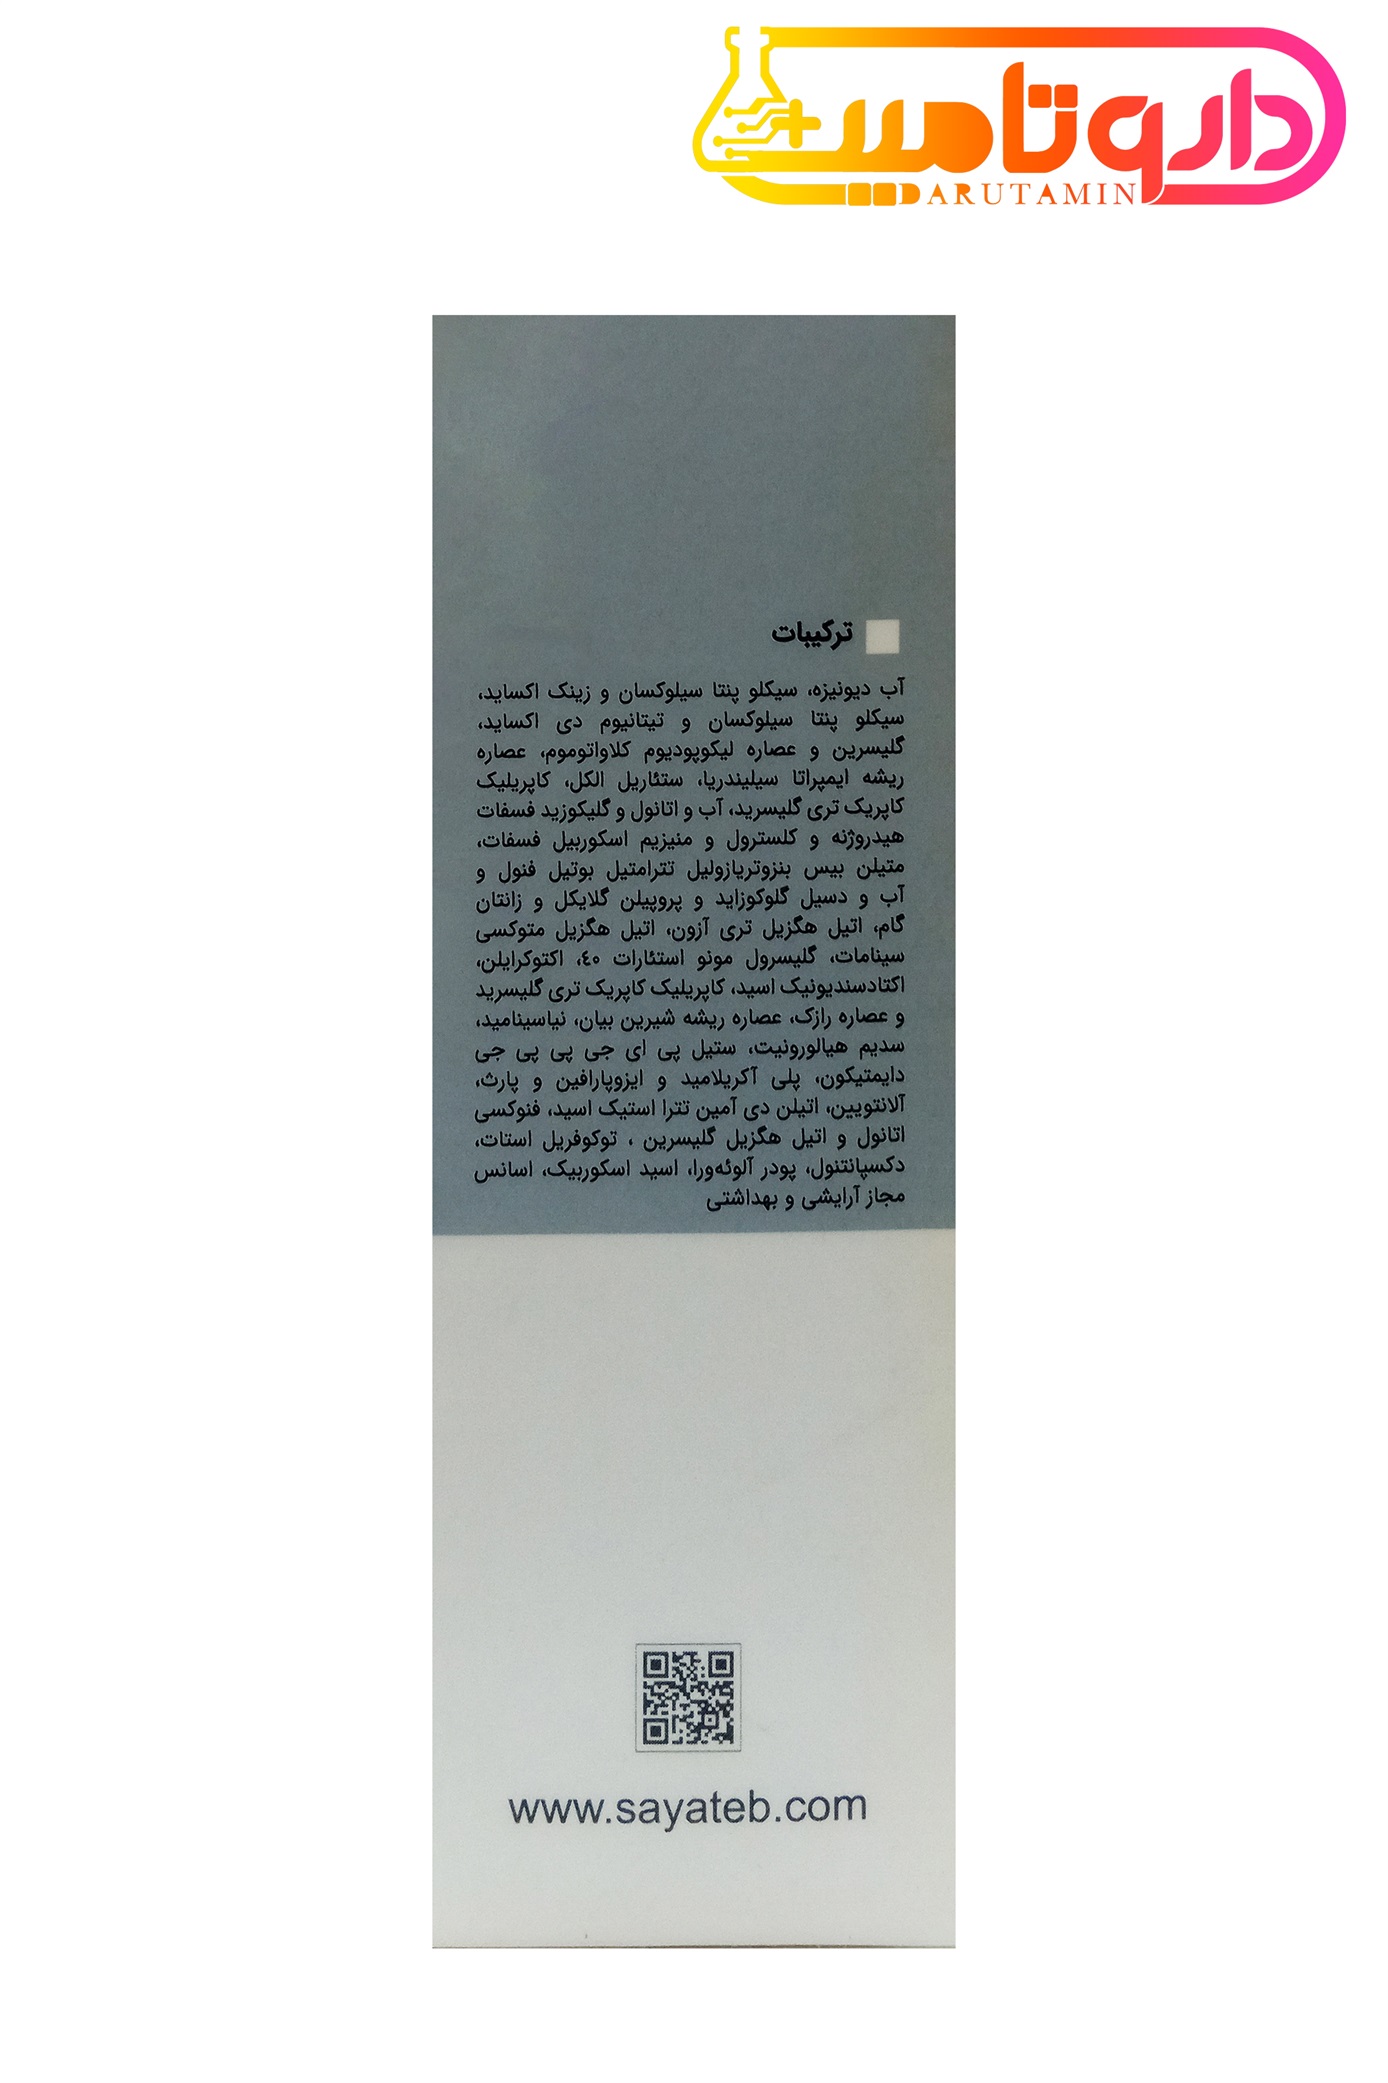 داروتامین
DARUTAMIN
ترکیبات
آب دیونیزه، سیکلو پنتا سیلوکسان و زینک اکساید،
سیکلو پنتا سیلوکسان و تیتانیوم دی اکساید،
گلیسرین و عصاره لیکوپودیوم کلاواتوموم، عصاره
ریشه ایمپراتا سیلیندریا، ستئاریل الکل، کاپریلیک
کاپریک تری گلیسرید، آب و اتانول و گلیکوزید فسفات
هیدروژنه و کلسترول و منیزیم اسکوربیل فسفات،
متیلن بیس بنزوتریازولیل تترامتیل بوتیل فنول و
آب و دسیل گلوکوزاید و پروپیلن گلایکل و زانتان
گام، اتیل هگزیل تری آزون، اتیل هگزیل متوکسی
سینامات، گلیسرول مونو استئارات ۴۰، اکتوکرایلن،
اکتادسندیونیک اسید، کاپریلیک کاپریک تری گلیسرید
و عصاره رازک، عصاره ریشه شیرین بیان، نیاسینامید،
سدیم هیالورونیت، ستیل پی ای جی پی پی جی
دایمتیکون، پلی آکریلامید و ایزوپارافین و پارث،
آلانتویین، اتیلن دی آمین تترا استیک اسید، فنوکسی
اتانول و اتیل هگزیل گلیسرین ، توکوفریل استات،
دکسپانتنول، پودر آلوئه‌ورا، اسید اسکوربیک، اسانس
مجاز آرایشی و بهداشتی
www.sayateb.com